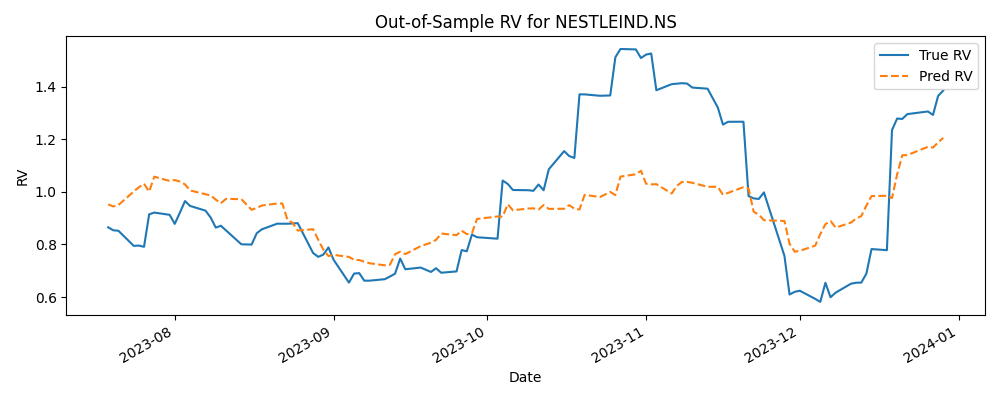 Out-of-Sample RV for NESTLEIND.NS
True RV
Pred RV
RV
1.4
1.2
1.0
0.8
0.6
2023-08
2023-09
2023-10
2023-11
2023-12
2024-01
Date